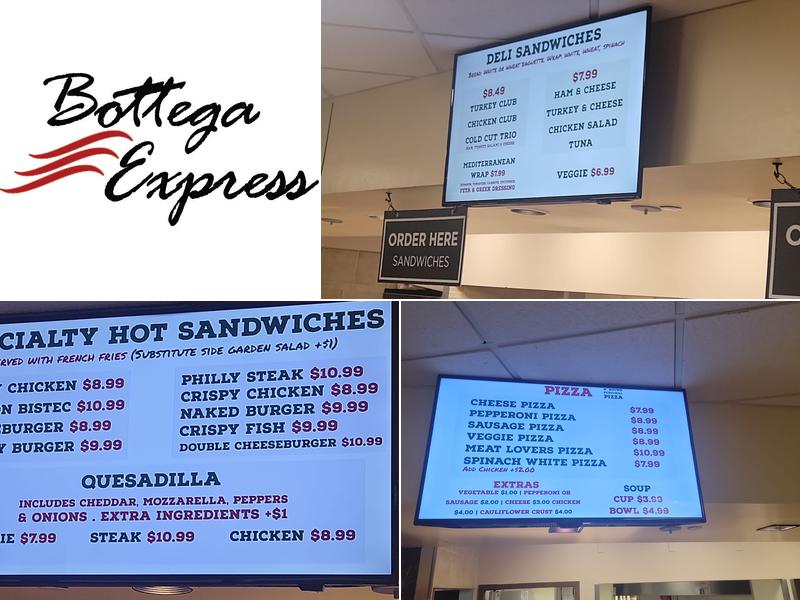 Bottega
Express
DELI SANDWICHES
BREAD: WHITE OR WHEAT BAGUETTE, WRAP: WHITE, WHEAT, SPINACH
$8.49
TURKEY CLUB
CHICKEN CLUB
COLD CUT TRIO
HAM, TURKEY, SALAMI & CHEESE
MEDITERRANEAN
WRAP $7.99
FETA & GREEK DRESSING
$7.99
HAM & CHEESE
TURKEY & CHEESE
CHICKEN SALAD
TUNA
VEGGIE $6.99
ORDER HERE
SANDWICHES
CIALTY HOT SANDWICHES
RVED WITH FRENCH FRIES (SUBSTITUTE SIDE GARDEN SALAD +$1)
Y CHICKEN $8.99
ON BISTEC $10.99
EBURGER $8.99
Y BURGER $9.99
PHILLY STEAK $10.99
CRISPY CHICKEN $8.99
NAKED BURGER $9.99
CRISPY FISH $9.99
DOUBLE CHEESEBURGER $10.99
QUESADILLA
INCLUDES CHEDDAR, MOZZARELLA, PEPPERS
& ONIONS . EXTRA INGREDIENTS +$1
IE $7.99 STEAK $10.99 CHICKEN $8.99
PIZZA
PIZZA
CHEESE PIZZA $7.99
PEPPERONI PIZZA $8.99
SAUSAGE PIZZA $8.99
VEGGIE PIZZA $8.99
MEAT LOVERS PIZZA $10.99
SPINACH WHITE PIZZA $7.99
ADD CHICKEN +$2.00
EXTRAS
VEGETABLE $1.00 | PEPPERONI OR
SAUSAGE $2.00 | CHEESE $3.00 CHICKEN
$4.00 | CAULIFLOWER CRUST $4.00
SOUP
CUP $3.99
BOWL $4.99